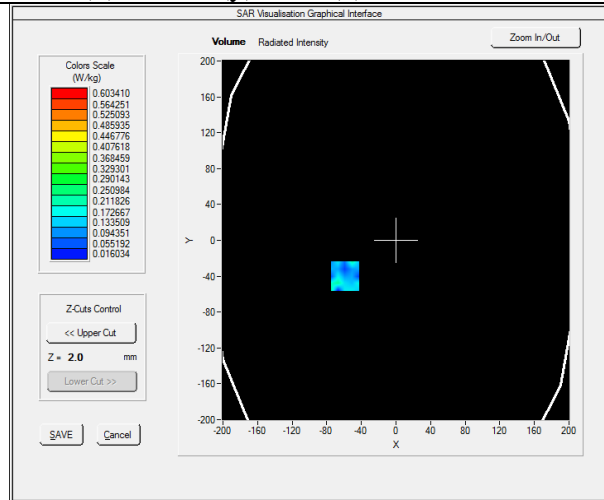 SAR Visualisation Graphical Interface
Volume Radiated Intensity
Zoom In/Out
Colors Scale
(W/kg)
0.603410
0.564251
0.525093
0.485935
0.446776
0.407618
0.368459
0.329301
0.290143
0.250984
0.211826
0.172667
0.133509
0.094351
0.055192
0.016034
Z-Cuts Control
<< Upper Cut
Z = 2.0 mm
Lower Cut >>
SAVE Cancel
200
160
120
80
40
0
-40
-80
-120
-160
-200
Y
-200 -160 -120 -80 -40 0 40 80 120 160 200
X